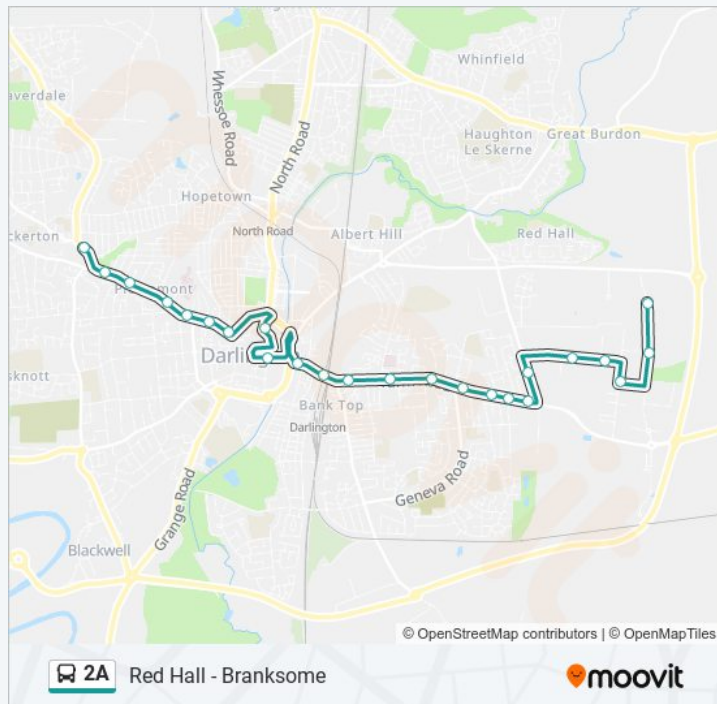 averdale
Whessoe Road
North Road
Whinfield
Haughton
Le Skerne
Great Burdon
Hopetown
North Road
ckerton
Albert Hill
Red Hall
Darling
Bank Top
Darlington
sknott
Geneva Road
Grange Road
Blackwell
© OpenStreetMap contributors | © OpenMapTiles
2A Red Hall - Branksome
moovit